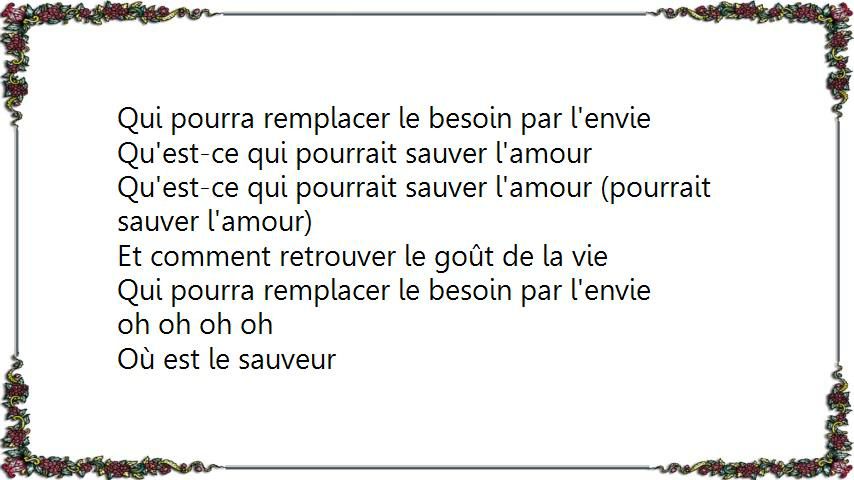 Qui pourra remplacer le besoin par l'envie
Qu'est-ce qui pourrait sauver l'amour
Qu'est-ce qui pourrait sauver l'amour (pourrait
sauver l'amour)
Et comment retrouver le goût de la vie
Qui pourra remplacer le besoin par l'envie
oh oh oh oh
Où est le sauveur